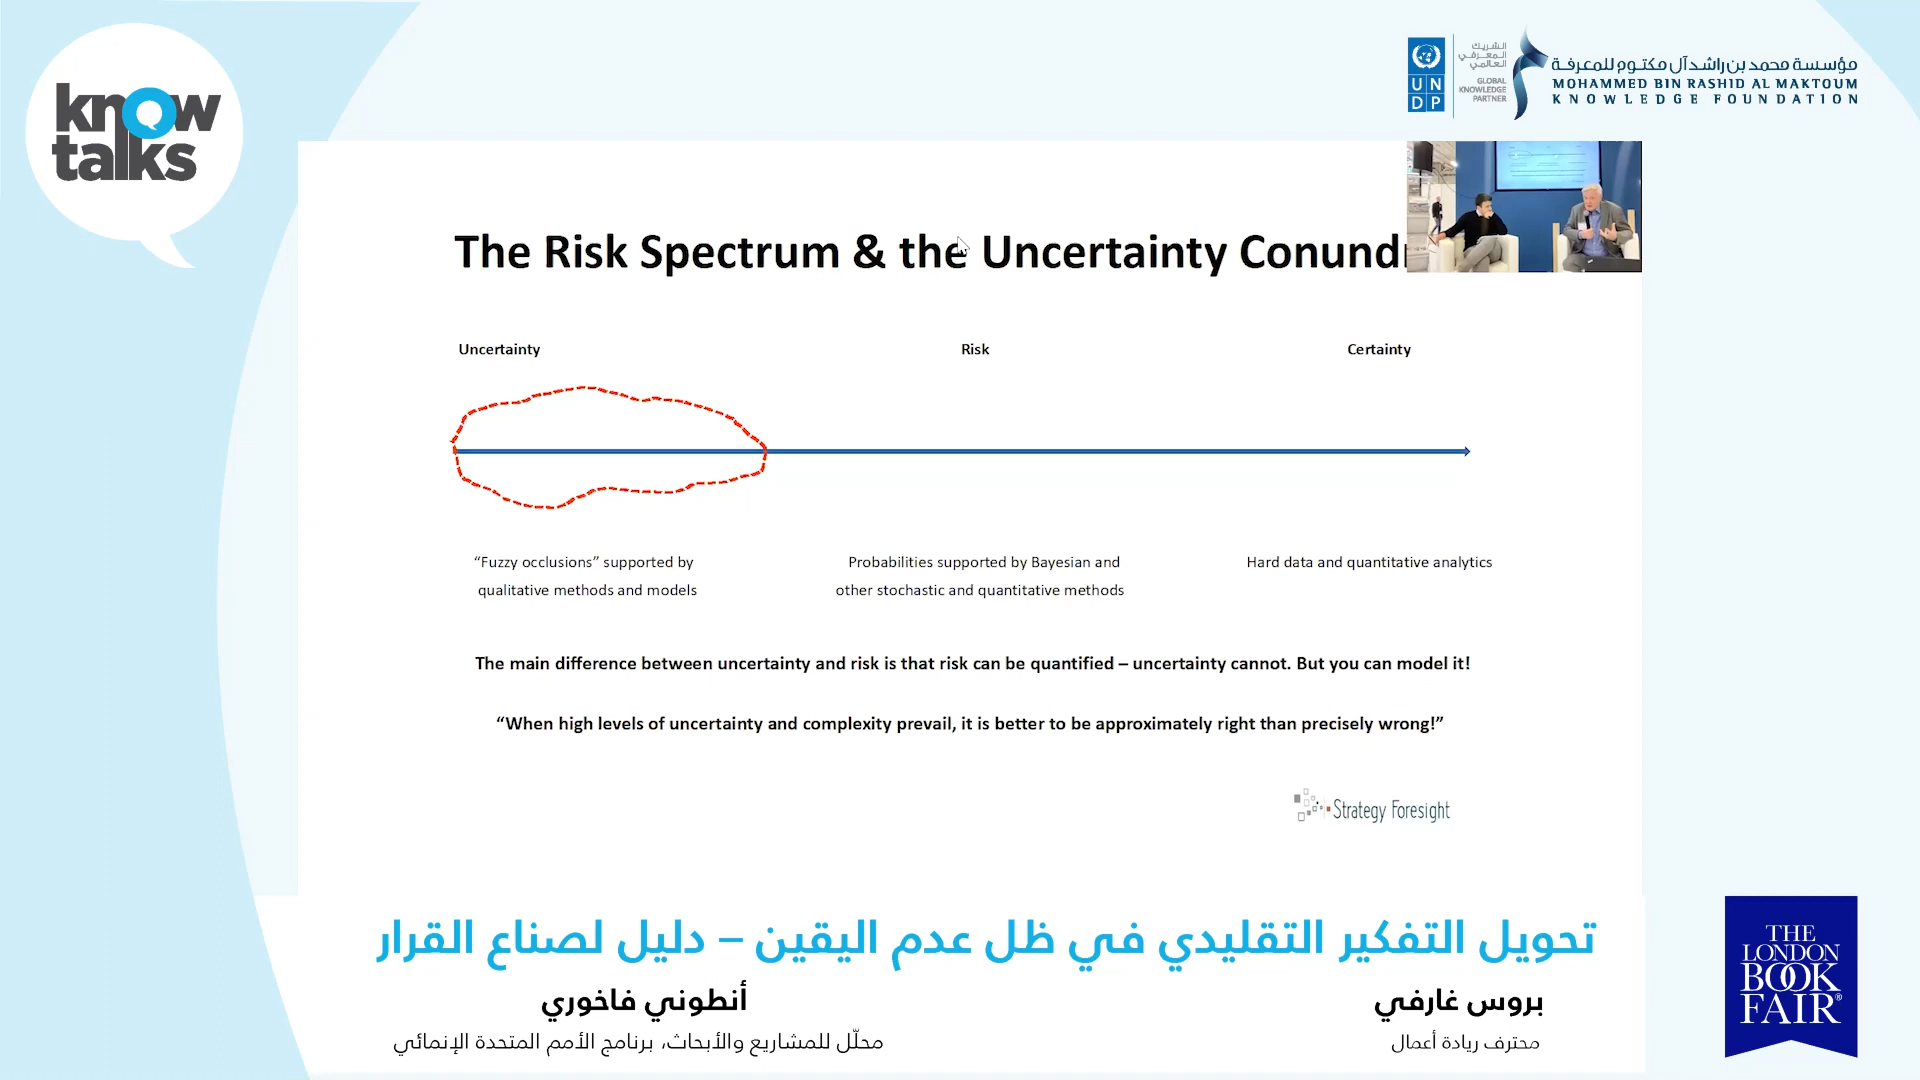 know
talks
UN
DP
الشريك
المعرفي
العالمي
GLOBAL
KNOWLEDGE
PARTNER
مؤسسة محمد بن راشد آل مكتوم للمعرفة
MOHAMMED BIN RASHID AL MAKTOUM
KNOWLEDGE FOUNDATION
The Risk Spectrum & the Uncertainty Conund
Uncertainty Risk Certainty
“Fuzzy occlusions” supported by
qualitative methods and models
Probabilities supported by Bayesian and
other stochastic and quantitative methods
Hard data and quantitative analytics
The main difference between uncertainty and risk is that risk can be quantified – uncertainty cannot. But you can model it!
“When high levels of uncertainty and complexity prevail, it is better to be approximately right than precisely wrong!”
Strategy Foresight
تحويل التفكير التقليدي في ظل عدم اليقين – دليل لصناع القرار
بروس غارفي
محترف ريادة أعمال
أنطوني فاخوري
محلّل للمشاريع والأبحاث، برنامج الأمم المتحدة الإنمائي
THE
LONDON
BOOK
FAIR®